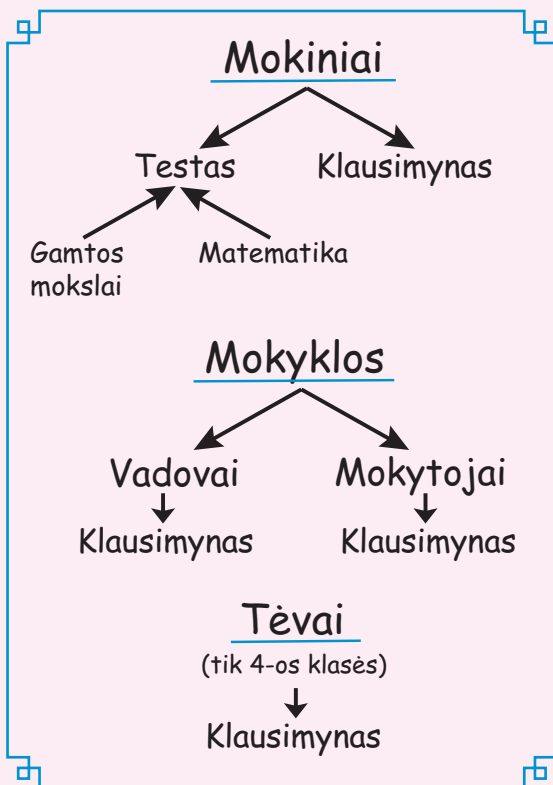 Mokiniai
Testas Klausimynas
Gamtos Matematika
mokslai
Mokyklos
Vadovai Mokytojai
Klausimynas Klausimynas
Tėvai
(tik 4-os klasės)
Klausimynas